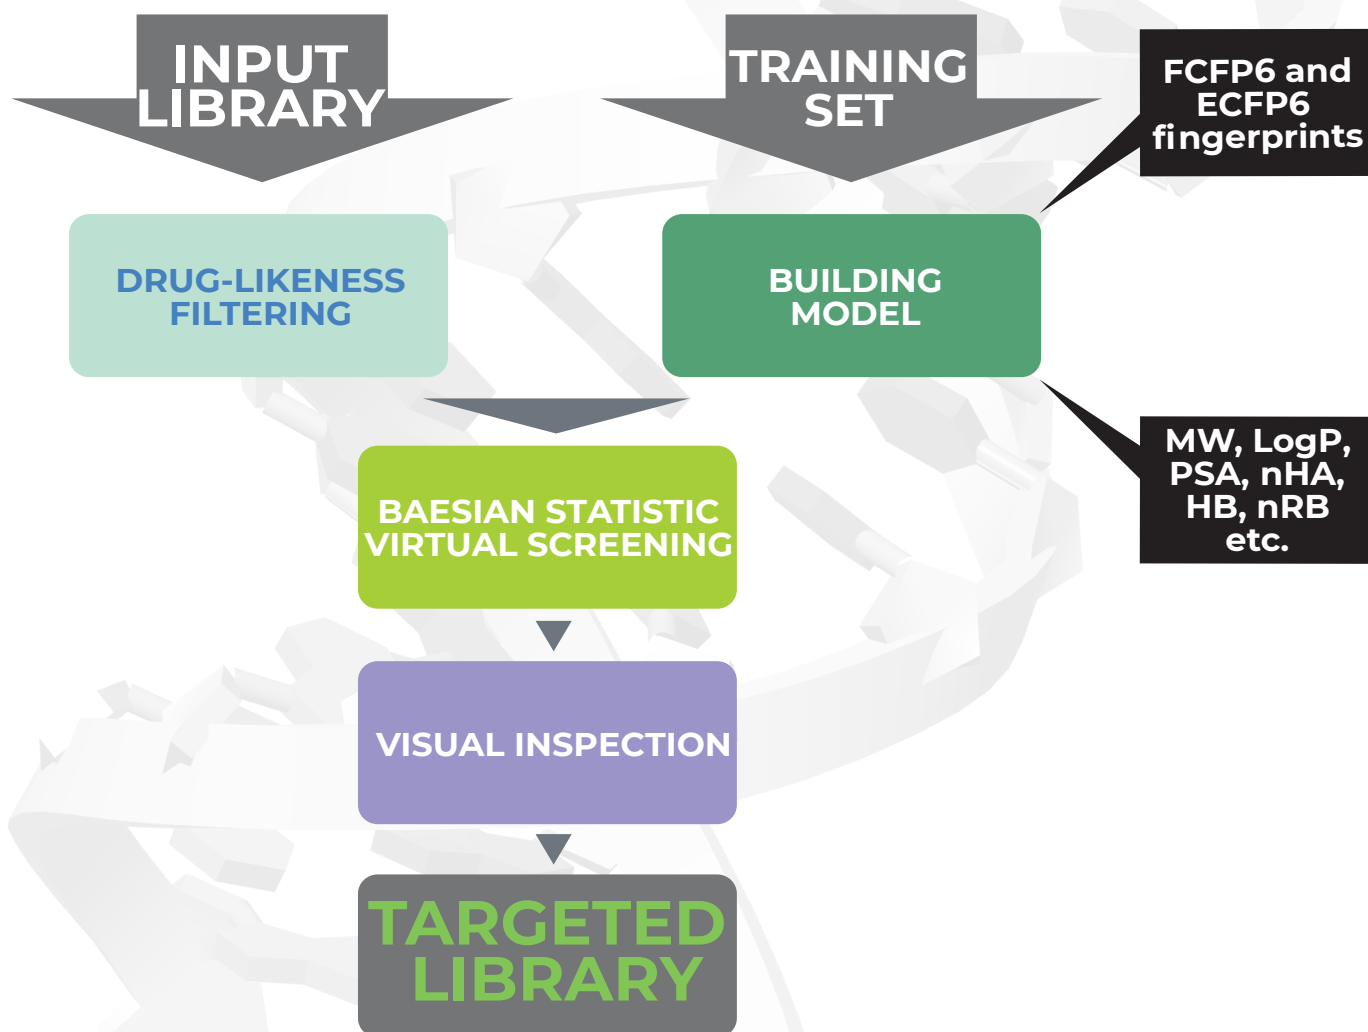 INPUT
LIBRARY
TRAINING
SET
FCFP6 and
ECFP6
fingerprints
DRUG-LIKENESS
FILTERING
BUILDING
MODEL
MW, LogP,
PSA, nHA,
HB, nRB
etc.
BAESIAN STATISTIC
VIRTUAL SCREENING
VISUAL INSPECTION
TARGETED
LIBRARY